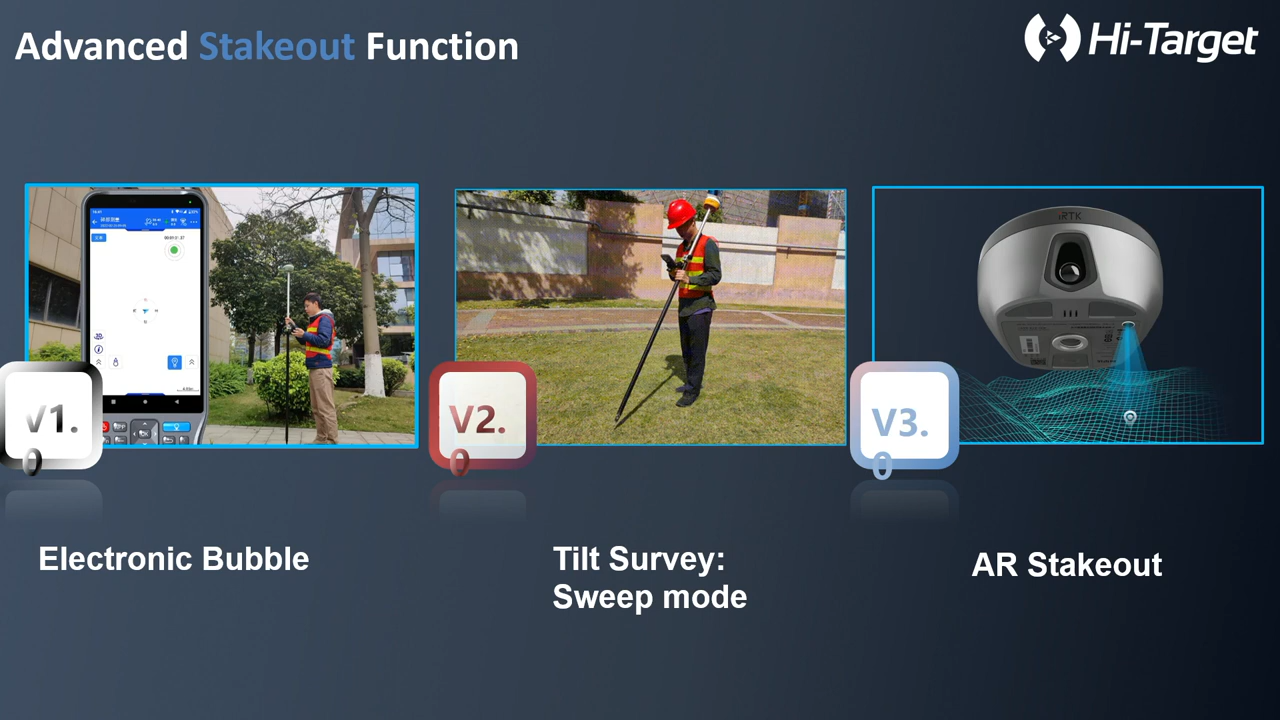 Advanced Stakeout Function
Hi-Target
iRTK
V1.
0
V2.
0
V3.
0
Electronic Bubble
Tilt Survey:
Sweep mode
AR Stakeout